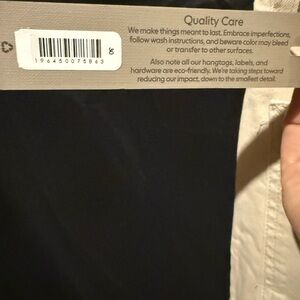 Quality Care
We make things meant to last. Embrace imperfections,
follow wash instructions, and beware color may bleed
or transfer to other surfaces.
Also note all our hangtags, labels, and
hardware are eco-friendly. We're taking steps toward
reducing our impact, down to the smallest detail.
30
196450075863